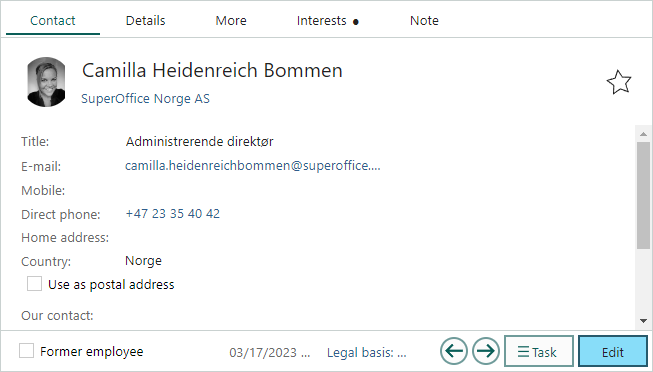 Contact Details More Interests ● Note
Camilla Heidenreich Bommen
SuperOffice Norge AS
Title: Administrerende direktør
E-mail: camilla.heidenreichbommen@superoffice....
Mobile:
Direct phone: +47 23 35 40 42
Home address:
Country: Norge
Use as postal address
Our contact:
Former employee 03/17/2023 ... Legal basis: ... Task Edit